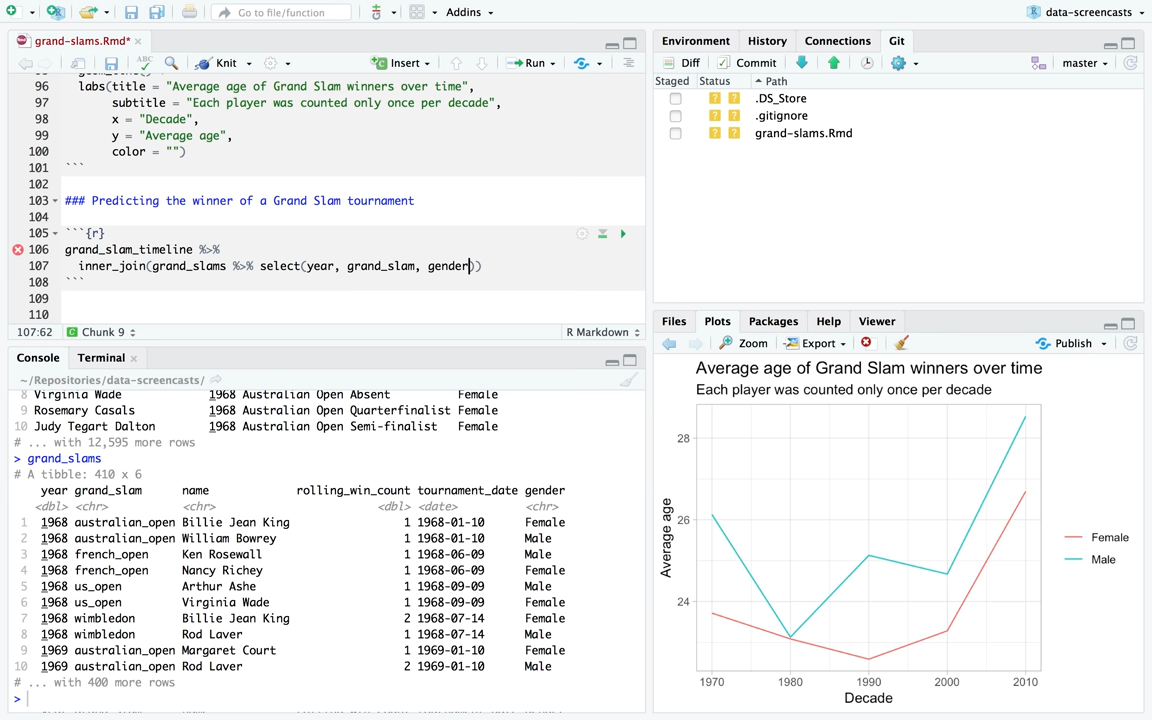 Go to file/function
Addins
data-screencasts
grand-slams.Rmd*
ABC
Knit
Insert
Run
96 labs(title = "Average age of Grand Slam winners over time",
97 subtitle = "Each player was counted only once per decade",
98 x = "Decade",
99 y = "Average age",
100 color = "")
101 ```
102
103 ### Predicting the winner of a Grand Slam tournament
104
105 ```{r}
106 grand_slam_timeline %>%
107 inner_join(grand_slams %>% select(year, grand_slam, gender))
108 ```
109
110
107:62 Chunk 9 R Markdown
Console Terminal
~/Repositories/data-screencasts/
8 Virginia Wade 1968 Australian Open Absent Female
9 Rosemary Casals 1968 Australian Open Quarterfinalist Female
10 Judy Tegart Dalton 1968 Australian Open Semi-finalist Female
# ... with 12,595 more rows
> grand_slams
# A tibble: 410 x 6
year grand_slam name rolling_win_count tournament_date gender
<dbl> <chr> <chr> <dbl> <date> <chr>
1 1968 australian_open Billie Jean King 1 1968-01-10 Female
2 1968 australian_open William Bowrey 1 1968-01-10 Male
3 1968 french_open Ken Rosewall 1 1968-06-09 Male
4 1968 french_open Nancy Richey 1 1968-06-09 Female
5 1968 us_open Arthur Ashe 1 1968-09-09 Male
6 1968 us_open Virginia Wade 1 1968-09-09 Female
7 1968 wimbledon Billie Jean King 2 1968-07-14 Female
8 1968 wimbledon Rod Laver 1 1968-07-14 Male
9 1969 australian_open Margaret Court 1 1969-01-10 Female
10 1969 australian_open Rod Laver 2 1969-01-10 Male
# ... with 400 more rows
>
Environment History Connections Git
Diff Commit master
Staged Status Path
? ? .DS_Store
? ? .gitignore
? ? grand-slams.Rmd
Files Plots Packages Help Viewer
Zoom Export Publish
Average age of Grand Slam winners over time
Each player was counted only once per decade
28
26
24
Average age
Female
Male
1970 1980 1990 2000 2010
Decade